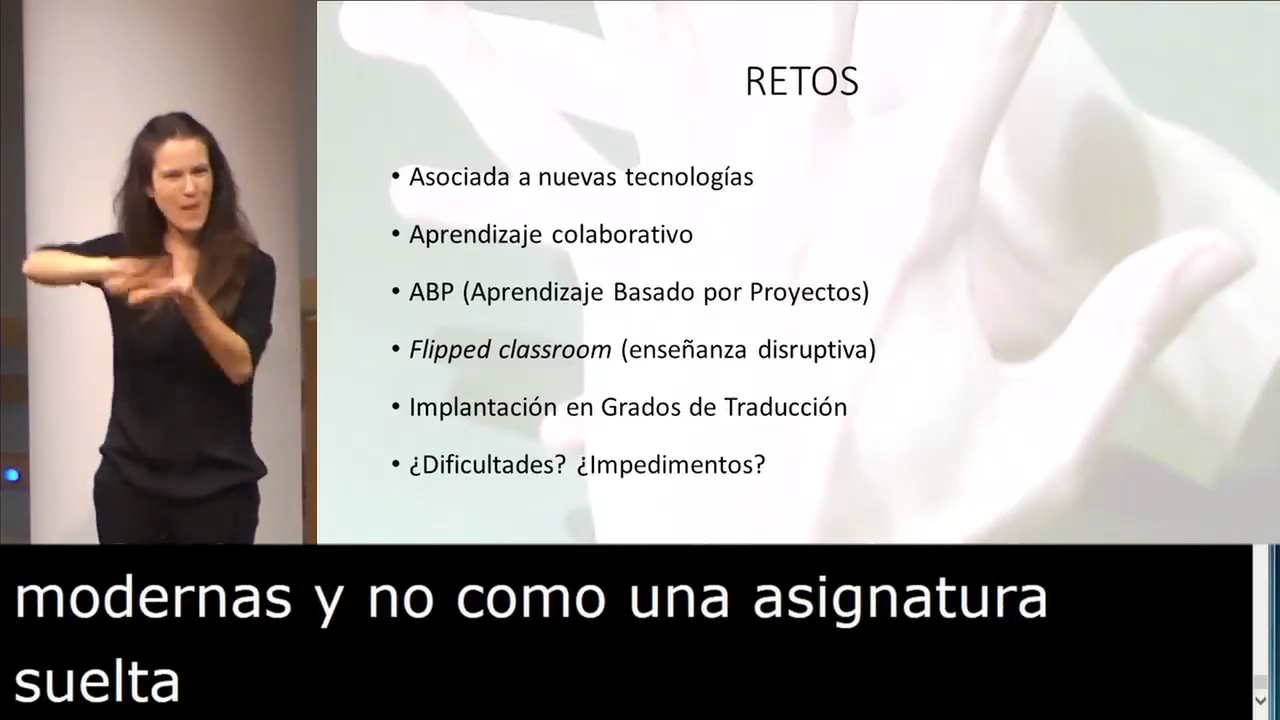 RETOS
• Asociada a nuevas tecnologías
• Aprendizaje colaborativo
• ABP (Aprendizaje Basado por Proyectos)
• Flipped classroom (enseñanza disruptiva)
• Implantación en Grados de Traducción
• ¿Dificultades? ¿Impedimentos?
modernas y no como una asignatura
suelta